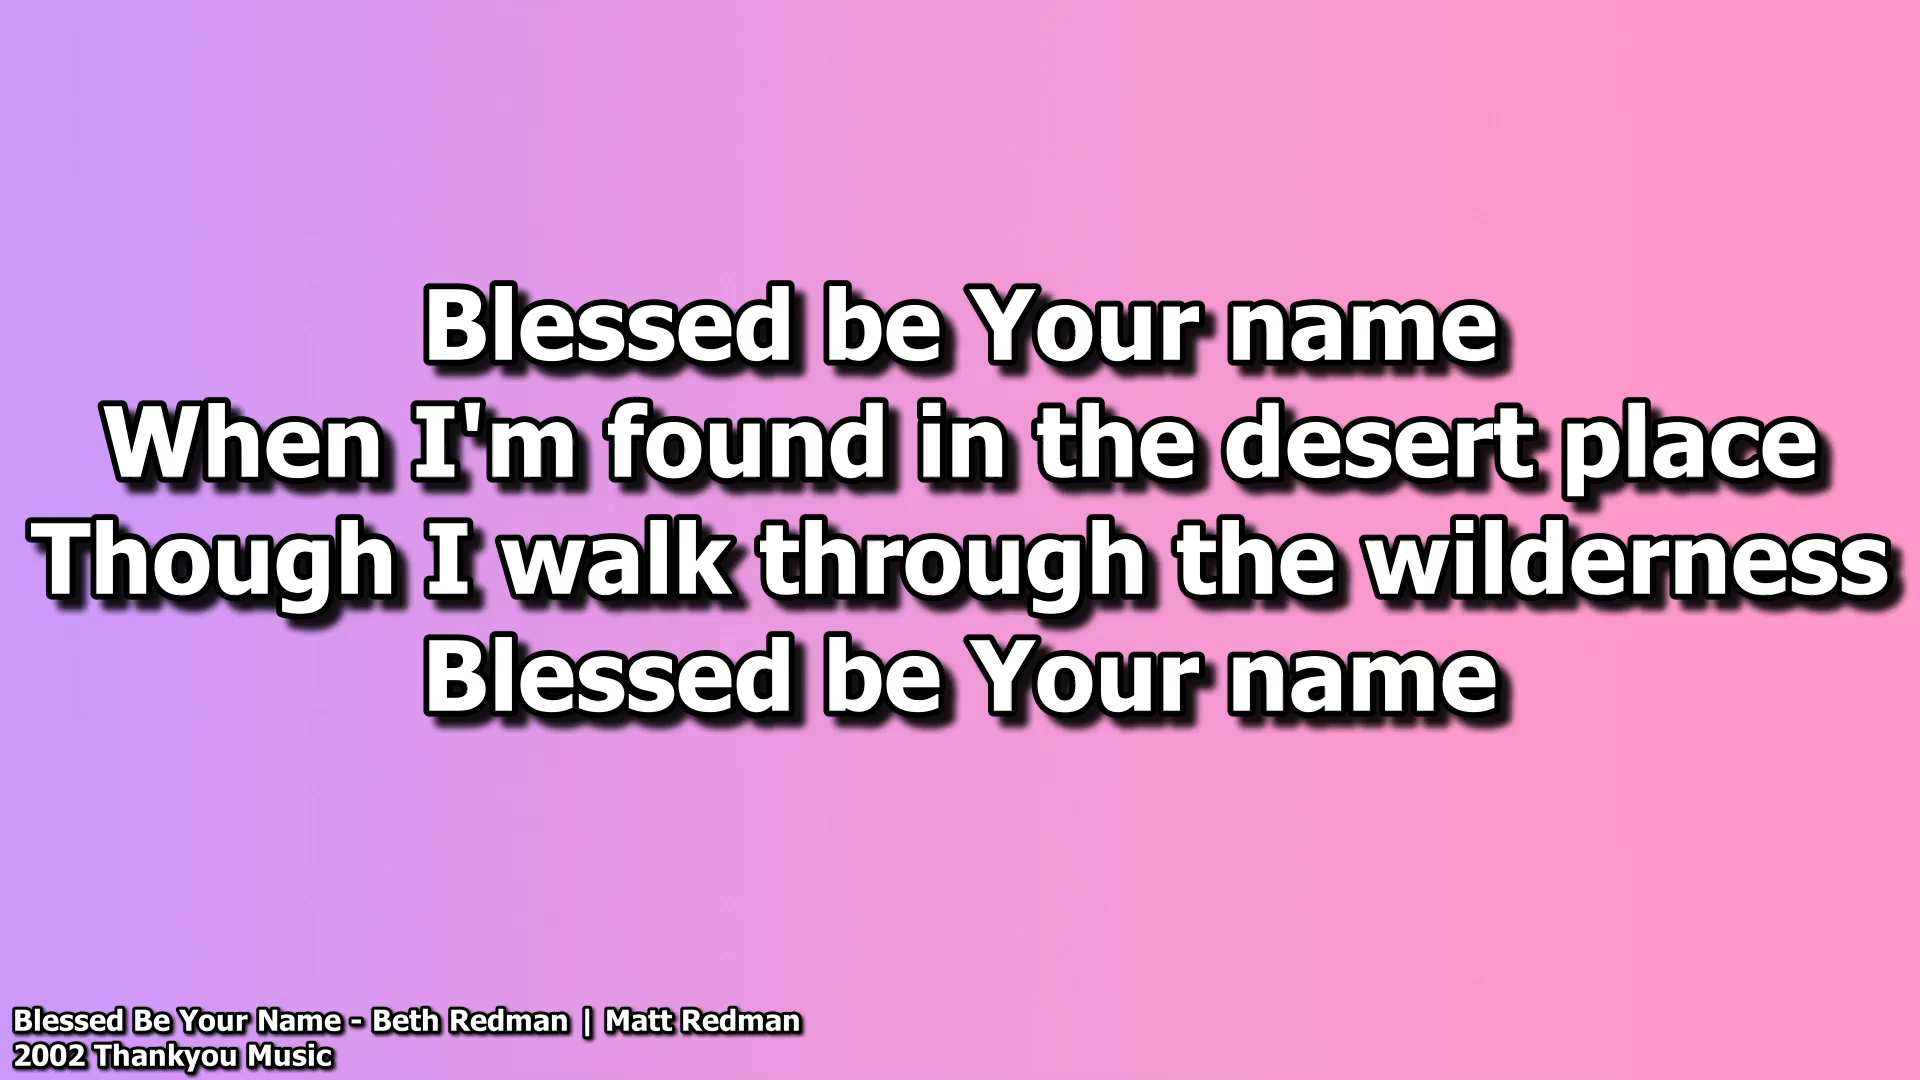 Blessed be Your name
When I'm found in the desert place
Though I walk through the wilderness
Blessed be Your name
Blessed Be Your Name - Beth Redman | Matt Redman
2002 Thankyou Music